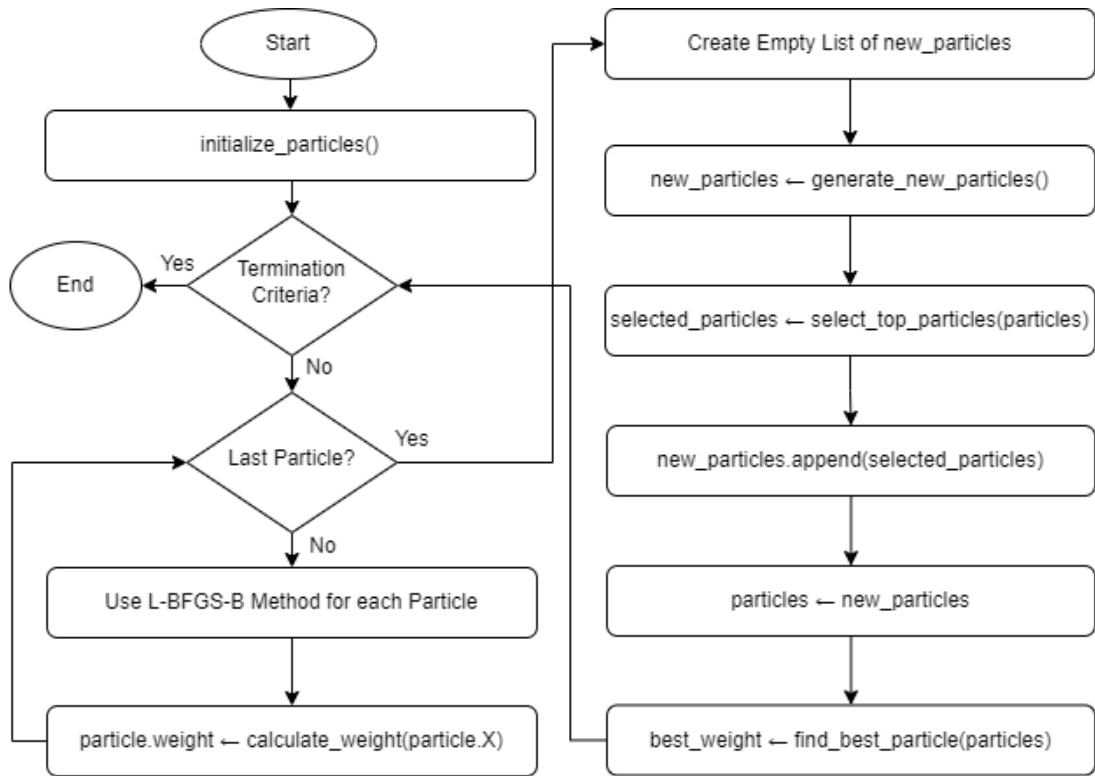 Start
initialize_particles()
Termination
Criteria?
Yes
End
No
Last Particle?
Yes
No
Use L-BFGS-B Method for each Particle
particle.weight ← calculate_weight(particle.X)
Create Empty List of new_particles
new_particles ← generate_new_particles()
selected_particles ← select_top_particles(particles)
new_particles.append(selected_particles)
particles ← new_particles
best_weight ← find_best_particle(particles)